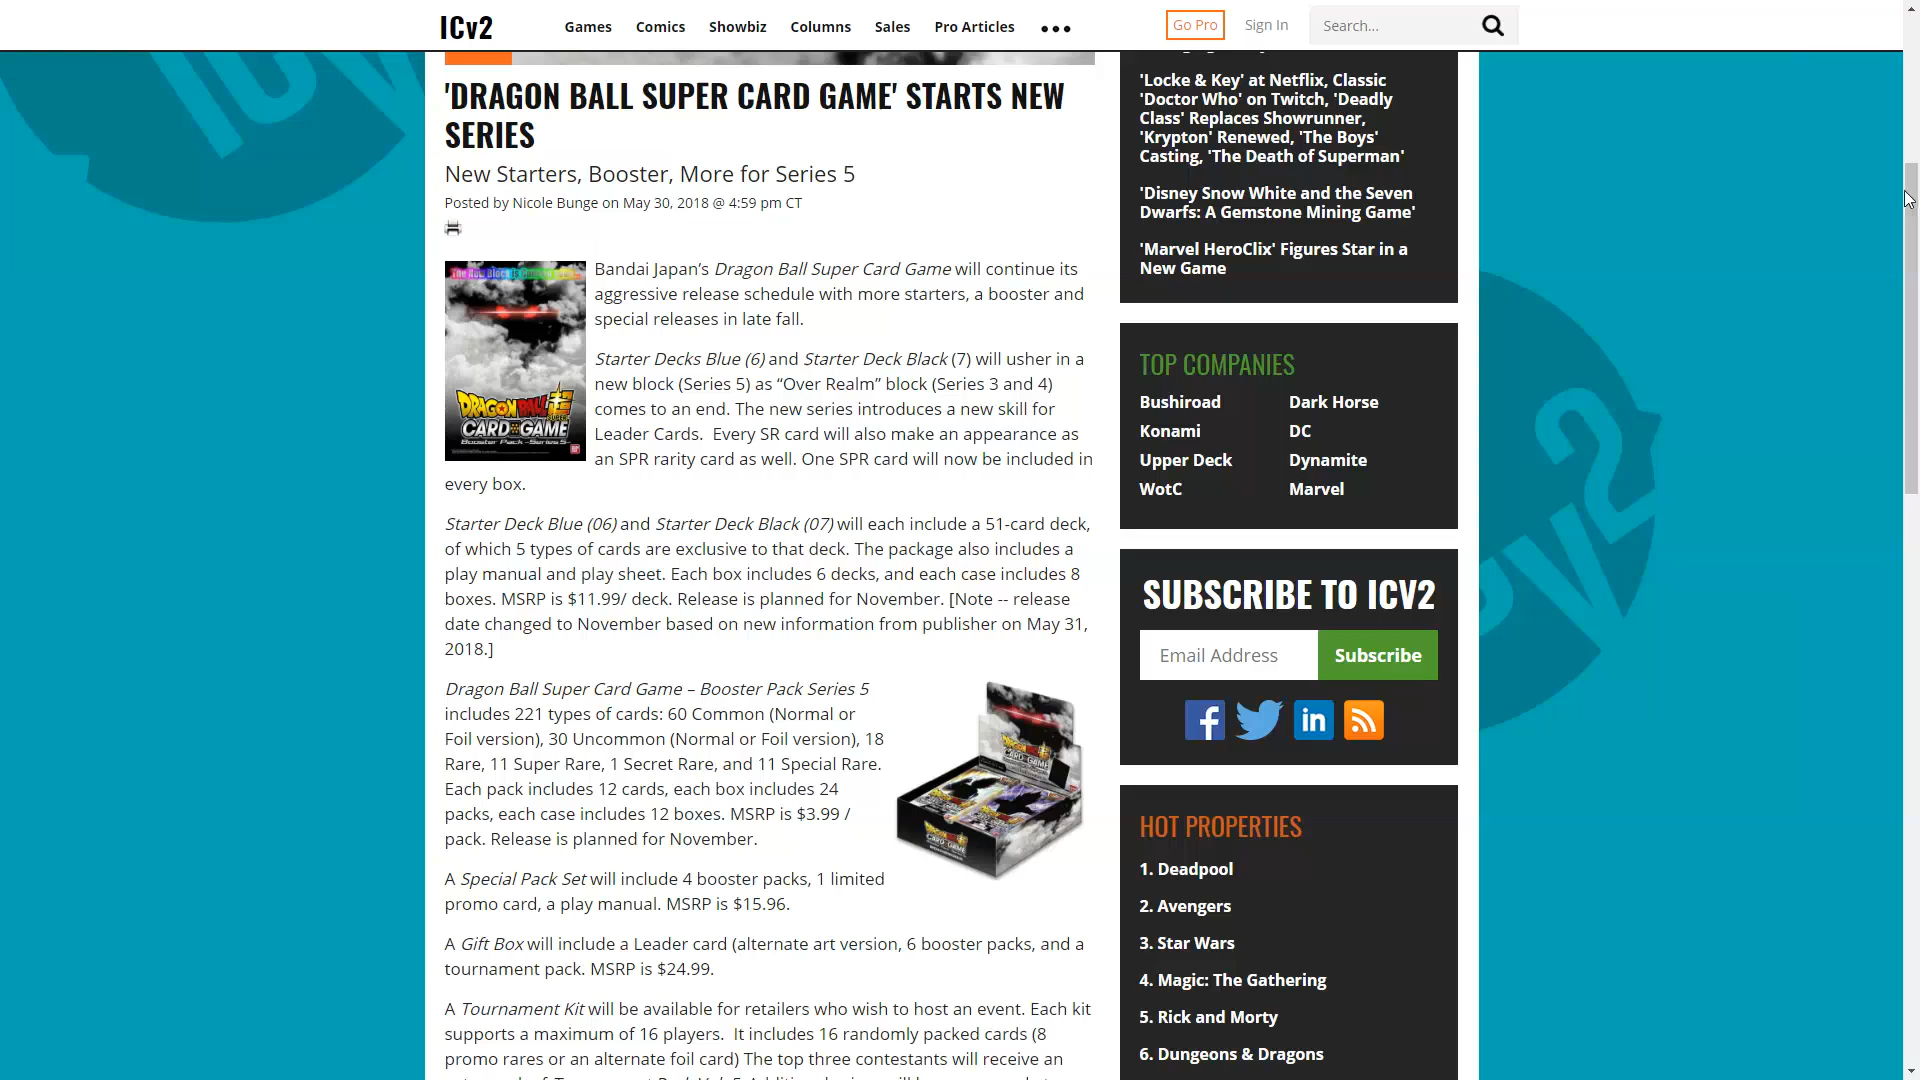 ICv2
Games Comics Showbiz Columns Sales Pro Articles
Go Pro Sign In Search...
'DRAGON BALL SUPER CARD GAME' STARTS NEW
SERIES
New Starters, Booster, More for Series 5
Posted by Nicole Bunge on May 30, 2018 @ 4:59 pm CT
DRAGON BALL
SUPER
CARD GAME
Booster Pack -Series 5-
Bandai Japan’s Dragon Ball Super Card Game will continue its
aggressive release schedule with more starters, a booster and
special releases in late fall.
Starter Decks Blue (6) and Starter Deck Black (7) will usher in a
new block (Series 5) as “Over Realm” block (Series 3 and 4)
comes to an end. The new series introduces a new skill for
Leader Cards.  Every SR card will also make an appearance as
an SPR rarity card as well. One SPR card will now be included in
every box.
Starter Deck Blue (06) and Starter Deck Black (07) will each include a 51-card deck,
of which 5 types of cards are exclusive to that deck. The package also includes a
play manual and play sheet. Each box includes 6 decks, and each case includes 8
boxes. MSRP is $11.99/ deck. Release is planned for November. [Note -- release
date changed to November based on new information from publisher on May 31,
2018.]
Dragon Ball Super Card Game – Booster Pack Series 5
includes 221 types of cards: 60 Common (Normal or
Foil version), 30 Uncommon (Normal or Foil version), 18
Rare, 11 Super Rare, 1 Secret Rare, and 11 Special Rare.
Each pack includes 12 cards, each box includes 24
packs, each case includes 12 boxes. MSRP is $3.99 /
pack. Release is planned for November.
A Special Pack Set will include 4 booster packs, 1 limited
promo card, a play manual. MSRP is $15.96.
A Gift Box will include a Leader card (alternate art version, 6 booster packs, and a
tournament pack. MSRP is $24.99.
A Tournament Kit will be available for retailers who wish to host an event. Each kit
supports a maximum of 16 players.  It includes 16 randomly packed cards (8
promo rares or an alternate foil card) The top three contestants will receive an
'Locke & Key' at Netflix, Classic
'Doctor Who' on Twitch, 'Deadly
Class' Replaces Showrunner,
'Krypton' Renewed, 'The Boys'
Casting, 'The Death of Superman'
'Disney Snow White and the Seven
Dwarfs: A Gemstone Mining Game'
'Marvel HeroClix' Figures Star in a
New Game
TOP COMPANIES
Bushiroad Dark Horse
Konami DC
Upper Deck Dynamite
WotC Marvel
SUBSCRIBE TO ICV2
Email Address Subscribe
HOT PROPERTIES
1. Deadpool
2. Avengers
3. Star Wars
4. Magic: The Gathering
5. Rick and Morty
6. Dungeons & Dragons